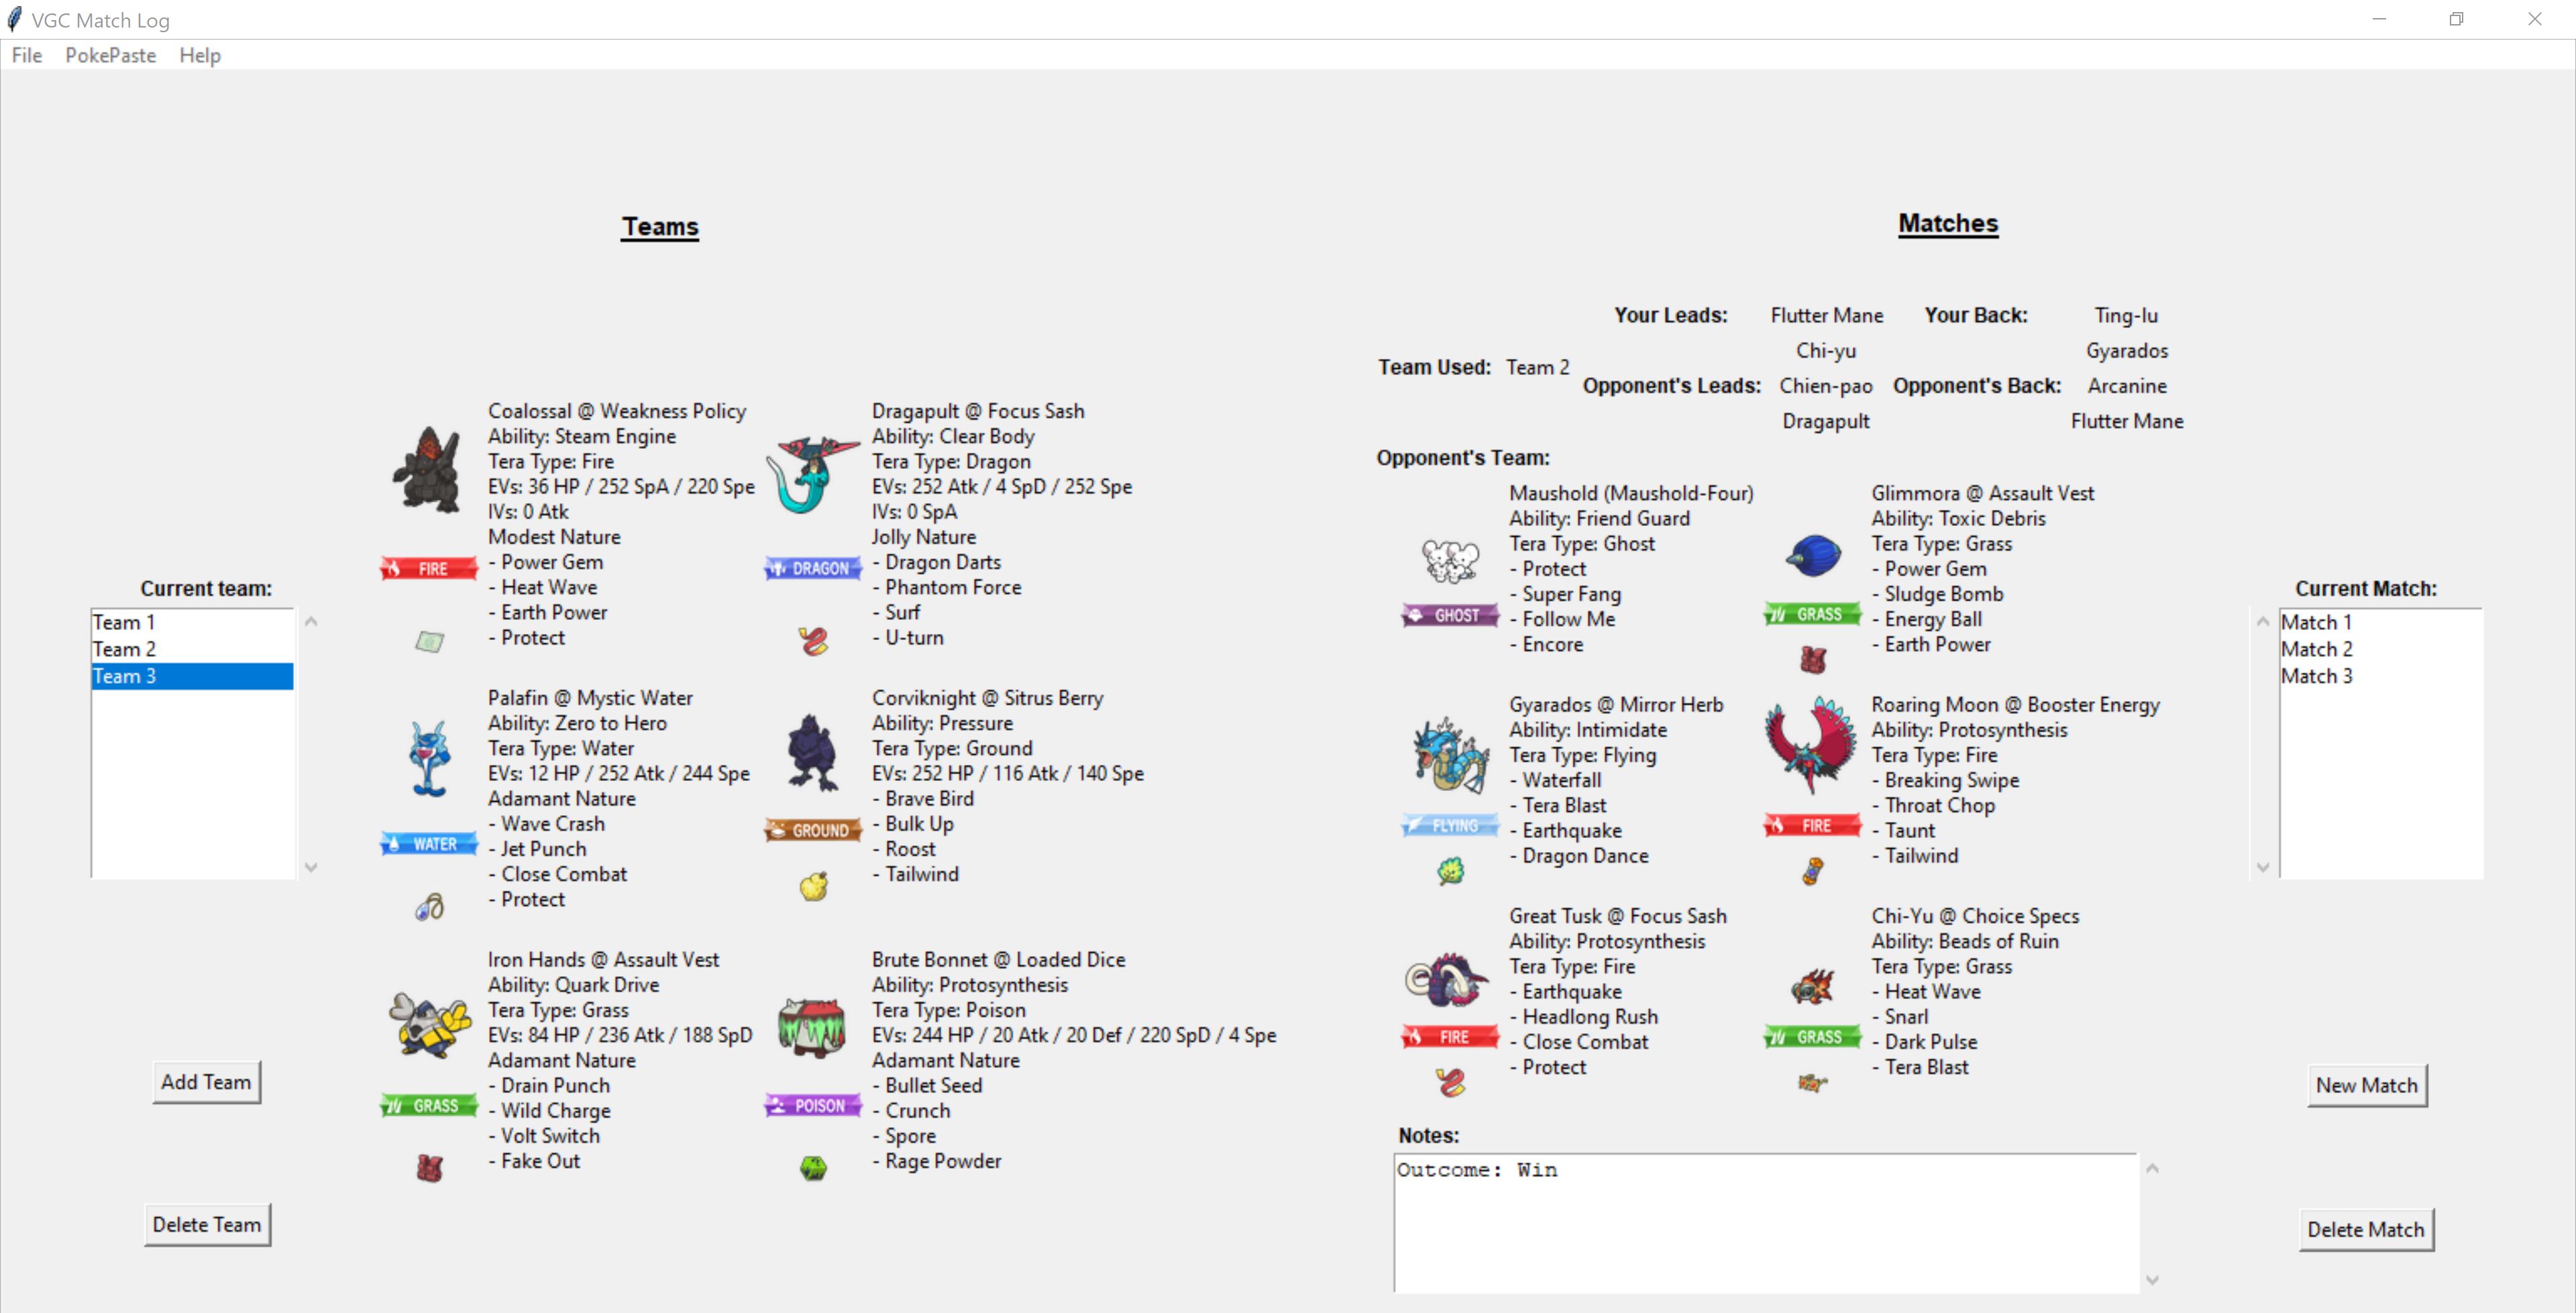 VGC Match Log
File PokePaste Help
Teams
Current team:
Team 1
Team 2
Team 3
Add Team
Delete Team
Coalossal @ Weakness Policy
Ability: Steam Engine
Tera Type: Fire
EVs: 36 HP / 252 SpA / 220 Spe
IVs: 0 Atk
Modest Nature
- Power Gem
- Heat Wave
- Earth Power
- Protect
FIRE
Dragapult @ Focus Sash
Ability: Clear Body
Tera Type: Dragon
EVs: 252 Atk / 4 SpD / 252 Spe
IVs: 0 SpA
Jolly Nature
- Dragon Darts
- Phantom Force
- Surf
- U-turn
DRAGON
Palafin @ Mystic Water
Ability: Zero to Hero
Tera Type: Water
EVs: 12 HP / 252 Atk / 244 Spe
Adamant Nature
- Wave Crash
- Jet Punch
- Close Combat
- Protect
WATER
Corviknight @ Sitrus Berry
Ability: Pressure
Tera Type: Ground
EVs: 252 HP / 116 Atk / 140 Spe
- Brave Bird
- Bulk Up
- Roost
- Tailwind
GROUND
Iron Hands @ Assault Vest
Ability: Quark Drive
Tera Type: Grass
EVs: 84 HP / 236 Atk / 188 SpD
Adamant Nature
- Drain Punch
- Wild Charge
- Volt Switch
- Fake Out
GRASS
Brute Bonnet @ Loaded Dice
Ability: Protosynthesis
Tera Type: Poison
EVs: 244 HP / 20 Atk / 20 Def / 220 SpD / 4 Spe
Adamant Nature
- Bullet Seed
- Crunch
- Spore
- Rage Powder
POISON
Matches
Team Used: Team 2
Your Leads: Flutter Mane
Chi-yu
Your Back: Ting-lu
Gyarados
Opponent's Leads: Chien-pao
Dragapult
Opponent's Back: Arcanine
Flutter Mane
Opponent's Team:
Maushold (Maushold-Four)
Ability: Friend Guard
Tera Type: Ghost
- Protect
- Super Fang
- Follow Me
- Encore
GHOST
Glimmora @ Assault Vest
Ability: Toxic Debris
Tera Type: Grass
- Power Gem
- Sludge Bomb
- Energy Ball
- Earth Power
GRASS
Gyarados @ Mirror Herb
Ability: Intimidate
Tera Type: Flying
- Waterfall
- Tera Blast
- Earthquake
- Dragon Dance
FLYING
Roaring Moon @ Booster Energy
Ability: Protosynthesis
Tera Type: Fire
- Breaking Swipe
- Throat Chop
- Taunt
- Tailwind
FIRE
Great Tusk @ Focus Sash
Ability: Protosynthesis
Tera Type: Fire
- Earthquake
- Headlong Rush
- Close Combat
- Protect
FIRE
Chi-Yu @ Choice Specs
Ability: Beads of Ruin
Tera Type: Grass
- Heat Wave
- Snarl
- Dark Pulse
- Tera Blast
GRASS
Notes:
Outcome: Win
Current Match:
Match 1
Match 2
Match 3
New Match
Delete Match